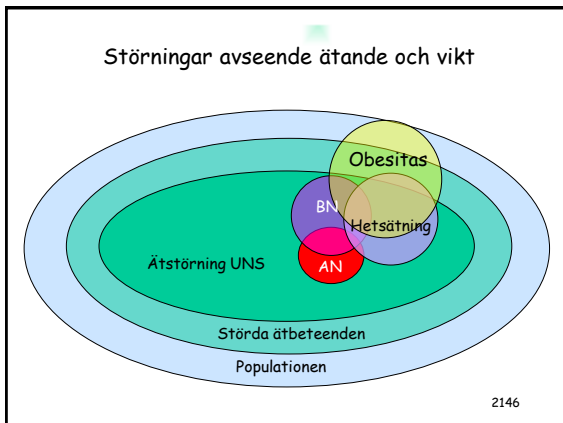 Störningar avseende ätande och vikt
Obesitas
BN
Hetsätning
Ätstörning UNS
AN
Störda ätbeteenden
Populationen
2146